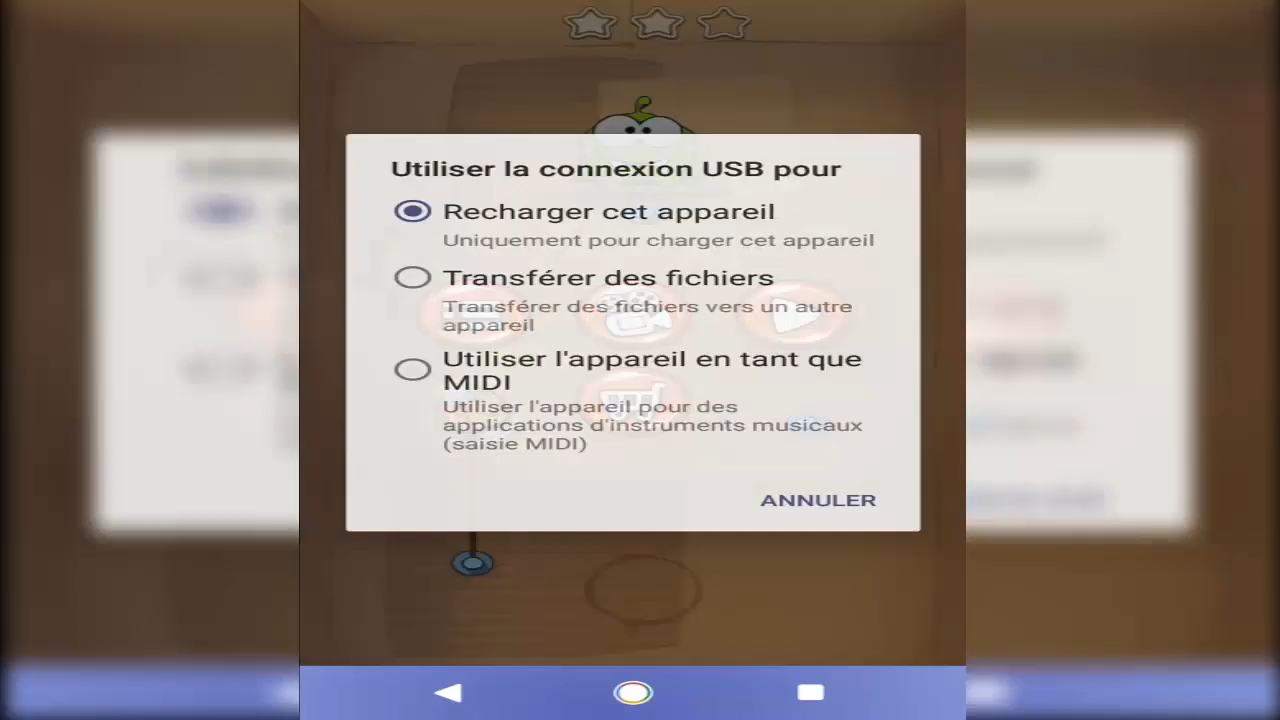 Utiliser la connexion USB pour
Recharger cet appareil
Uniquement pour charger cet appareil
Transférer des fichiers
Transférer des fichiers vers un autre
appareil
Utiliser l'appareil en tant que
MIDI
Utiliser l'appareil pour des
applications d'instruments musicaux
(saisie MIDI)
ANNULER